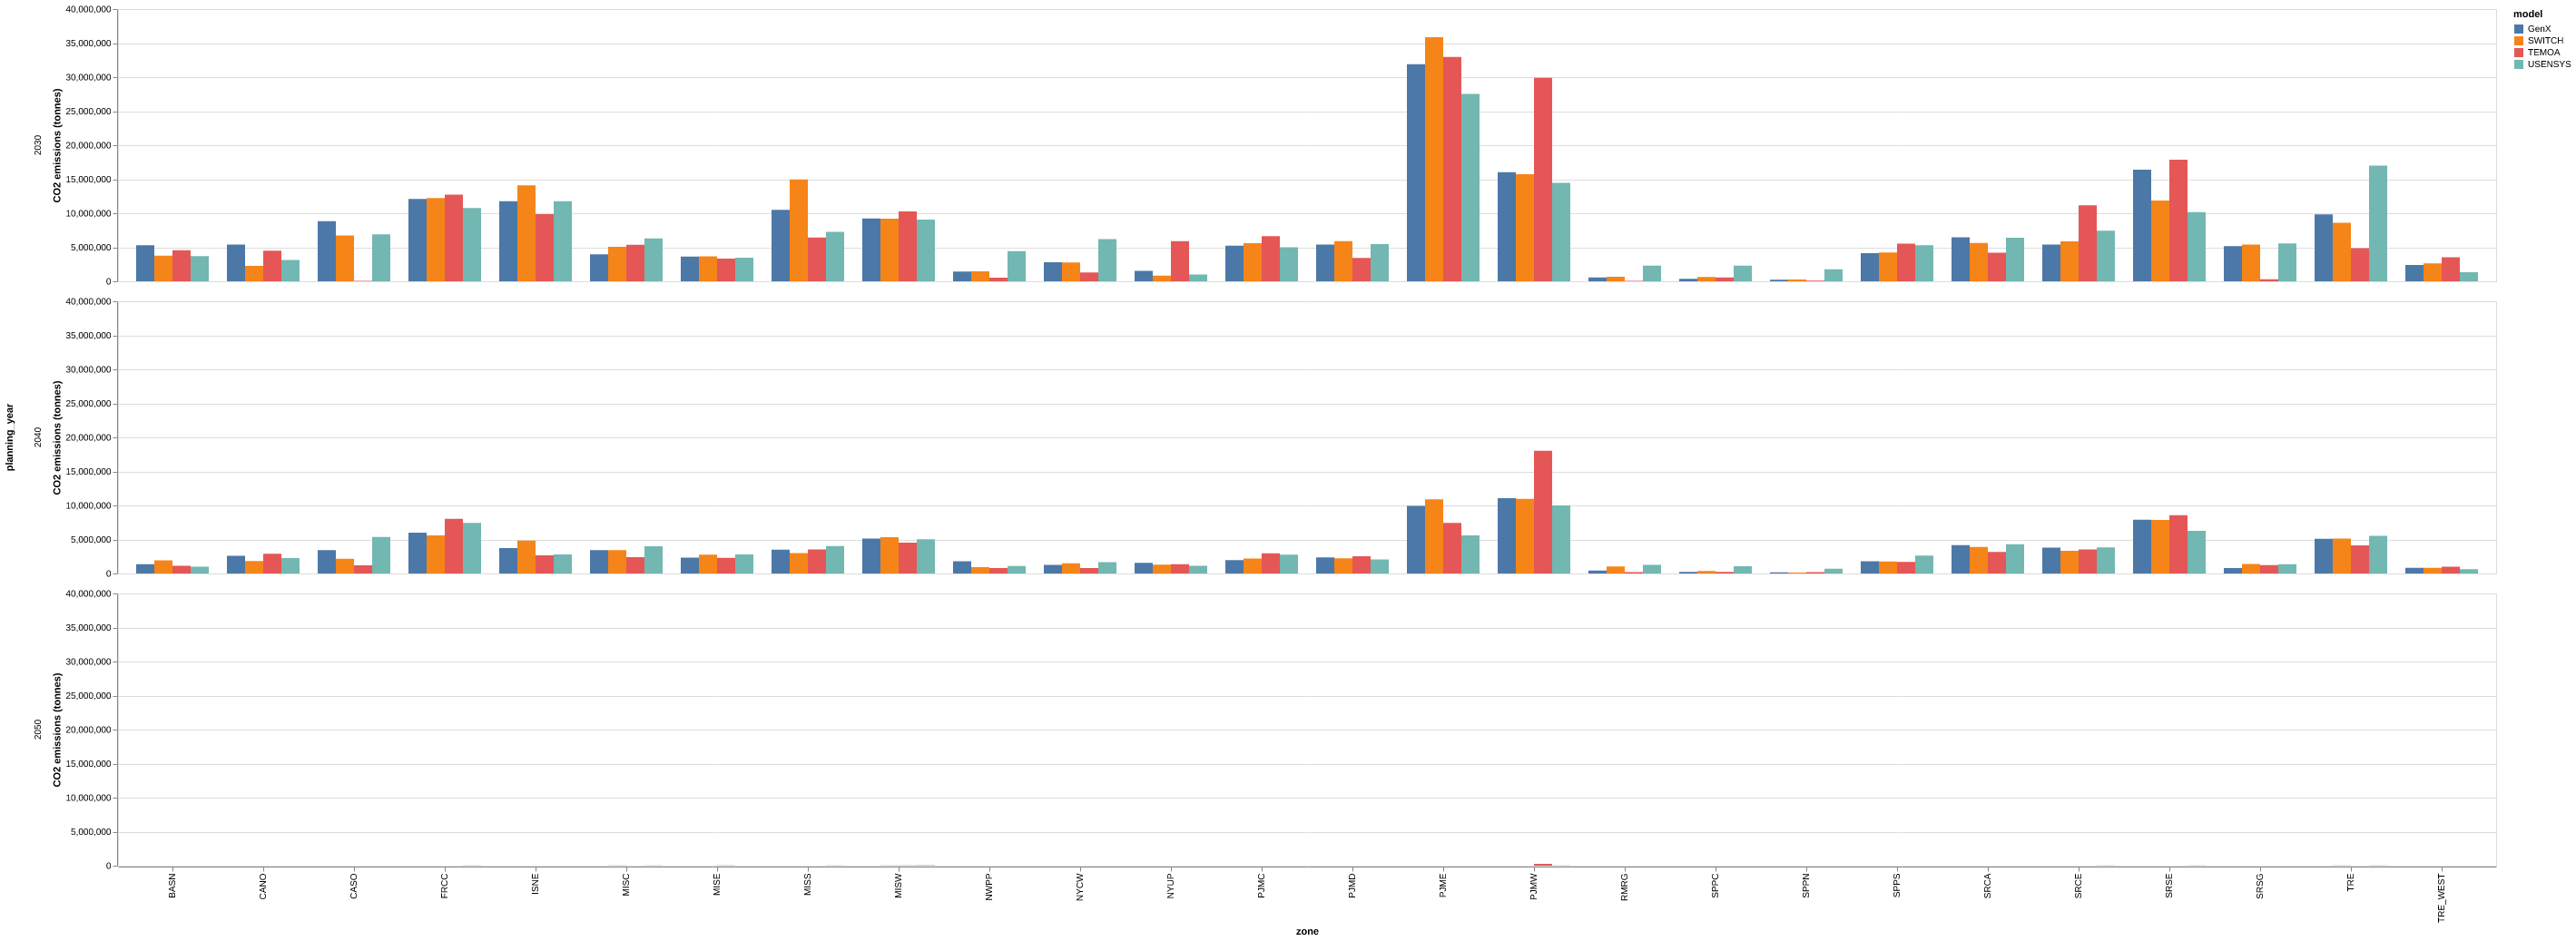 model
GenX
SWITCH
TEMOA
USENSYS
planning_year
2030
CO2 emissions (tonnes)
40,000,000
35,000,000
30,000,000
25,000,000
20,000,000
15,000,000
10,000,000
5,000,000
0
2040
CO2 emissions (tonnes)
40,000,000
35,000,000
30,000,000
25,000,000
20,000,000
15,000,000
10,000,000
5,000,000
0
2050
CO2 emissions (tonnes)
40,000,000
35,000,000
30,000,000
25,000,000
20,000,000
15,000,000
10,000,000
5,000,000
0
BASN
CANO
CASO
FRCC
ISNE
MISC
MISE
MISS
MISW
NWPP
NYCW
NYUP
PJMC
PJMD
PJME
PJMW
RMRG
SPPC
SPPN
SPPS
SRCA
SRCE
SRSE
SRSG
TRE
TRE_WEST
zone